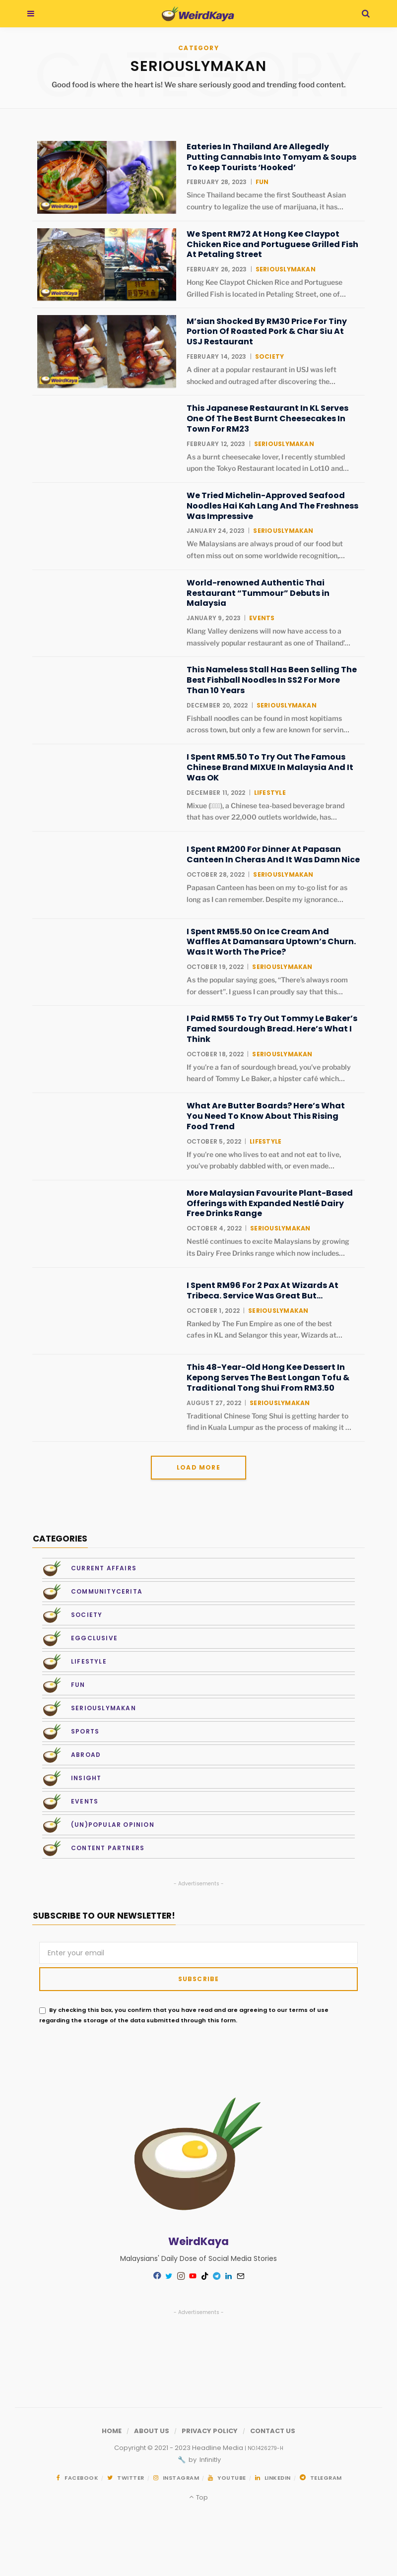 WeirdKaya
CATEGORY
CATEGORY
SERIOUSLYMAKAN
Good food is where the heart is! We share seriously good and trending food content.
Eateries In Thailand Are Allegedly
Putting Cannabis Into Tomyam & Soups
To Keep Tourists ‘Hooked’
FEBRUARY 28, 2023 | FUN
Since Thailand became the first Southeast Asian
country to legalize the use of marijuana, it has…
WeirdKaya
We Spent RM72 At Hong Kee Claypot
Chicken Rice and Portuguese Grilled Fish
At Petaling Street
FEBRUARY 26, 2023 | SERIOUSLYMAKAN
Hong Kee Claypot Chicken Rice and Portuguese
Grilled Fish is located in Petaling Street, one of…
WeirdKaya
M’sian Shocked By RM30 Price For Tiny
Portion Of Roasted Pork & Char Siu At
USJ Restaurant
FEBRUARY 14, 2023 | SOCIETY
A diner at a popular restaurant in USJ was left
shocked and outraged after discovering the…
WeirdKaya
This Japanese Restaurant In KL Serves
One Of The Best Burnt Cheesecakes In
Town For RM23
FEBRUARY 12, 2023 | SERIOUSLYMAKAN
As a burnt cheesecake lover, I recently stumbled
upon the Tokyo Restaurant located in Lot10 and…
We Tried Michelin-Approved Seafood
Noodles Hai Kah Lang And The Freshness
Was Impressive
JANUARY 24, 2023 | SERIOUSLYMAKAN
We Malaysians are always proud of our food but
often miss out on some worldwide recognition,…
World-renowned Authentic Thai
Restaurant “Tummour” Debuts in
Malaysia
JANUARY 9, 2023 | EVENTS
Klang Valley denizens will now have access to a
massively popular restaurant as one of Thailand’…
This Nameless Stall Has Been Selling The
Best Fishball Noodles In SS2 For More
Than 10 Years
DECEMBER 20, 2022 | SERIOUSLYMAKAN
Fishball noodles can be found in most kopitiams
across town, but only a few are known for servin…
I Spent RM5.50 To Try Out The Famous
Chinese Brand MIXUE In Malaysia And It
Was OK
DECEMBER 11, 2022 | LIFESTYLE
Mixue (), a Chinese tea-based beverage brand
that has over 22,000 outlets worldwide, has…
I Spent RM200 For Dinner At Papasan
Canteen In Cheras And It Was Damn Nice
OCTOBER 28, 2022 | SERIOUSLYMAKAN
Papasan Canteen has been on my to-go list for as
long as I can remember. Despite my ignorance…
I Spent RM55.50 On Ice Cream And
Waffles At Damansara Uptown’s Churn.
Was It Worth The Price?
OCTOBER 19, 2022 | SERIOUSLYMAKAN
As the popular saying goes, “There’s always room
for dessert”. I guess I can proudly say that this…
I Paid RM55 To Try Out Tommy Le Baker’s
Famed Sourdough Bread. Here’s What I
Think
OCTOBER 18, 2022 | SERIOUSLYMAKAN
If you’re a fan of sourdough bread, you’ve probably
heard of Tommy Le Baker, a hipster café which…
What Are Butter Boards? Here’s What
You Need To Know About This Rising
Food Trend
OCTOBER 5, 2022 | LIFESTYLE
If you’re one who lives to eat and not eat to live,
you’ve probably dabbled with, or even made…
More Malaysian Favourite Plant-Based
Offerings with Expanded Nestlé Dairy
Free Drinks Range
OCTOBER 4, 2022 | SERIOUSLYMAKAN
Nestlé continues to excite Malaysians by growing
its Dairy Free Drinks range which now includes…
I Spent RM96 For 2 Pax At Wizards At
Tribeca. Service Was Great But…
OCTOBER 1, 2022 | SERIOUSLYMAKAN
Ranked by The Fun Empire as one of the best
cafes in KL and Selangor this year, Wizards at…
This 48-Year-Old Hong Kee Dessert In
Kepong Serves The Best Longan Tofu &
Traditional Tong Shui From RM3.50
AUGUST 27, 2022 | SERIOUSLYMAKAN
Traditional Chinese Tong Shui is getting harder to
find in Kuala Lumpur as the process of making it …
LOAD MORE
CATEGORIES
CURRENT AFFAIRS
COMMUNITYCERITA
SOCIETY
EGGCLUSIVE
LIFESTYLE
FUN
SERIOUSLYMAKAN
SPORTS
ABROAD
INSIGHT
EVENTS
(UN)POPULAR OPINION
CONTENT PARTNERS
- Advertisements -
SUBSCRIBE TO OUR NEWSLETTER!
Enter your email
SUBSCRIBE
By checking this box, you confirm that you have read and are agreeing to our terms of use
regarding the storage of the data submitted through this form.
WeirdKaya
Malaysians' Daily Dose of Social Media Stories
- Advertisements -
HOME / ABOUT US / PRIVACY POLICY / CONTACT US
Copyright © 2021 - 2023 Headline Media | NO.1426279-H
🔧 by Infinitly
FACEBOOK / TWITTER / INSTAGRAM / YOUTUBE / LINKEDIN / TELEGRAM
Top